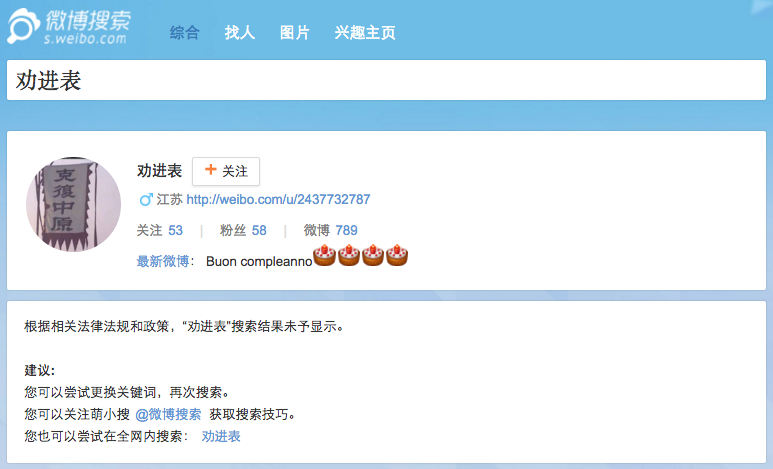 微博搜索
s.weibo.com
综合 找人 图片 兴趣主页
劝进表
克復中原
劝进表 + 关注
江苏 http://weibo.com/u/2437732787
关注 53 | 粉丝 58 | 微博 789
最新微博： Buon compleanno
根据相关法律法规和政策，“劝进表”搜索结果未予显示。
建议：
您可以尝试更换关键词，再次搜索。
您可以关注萌小搜 @微博搜索 获取搜索技巧。
您也可以尝试在全网内搜索： 劝进表